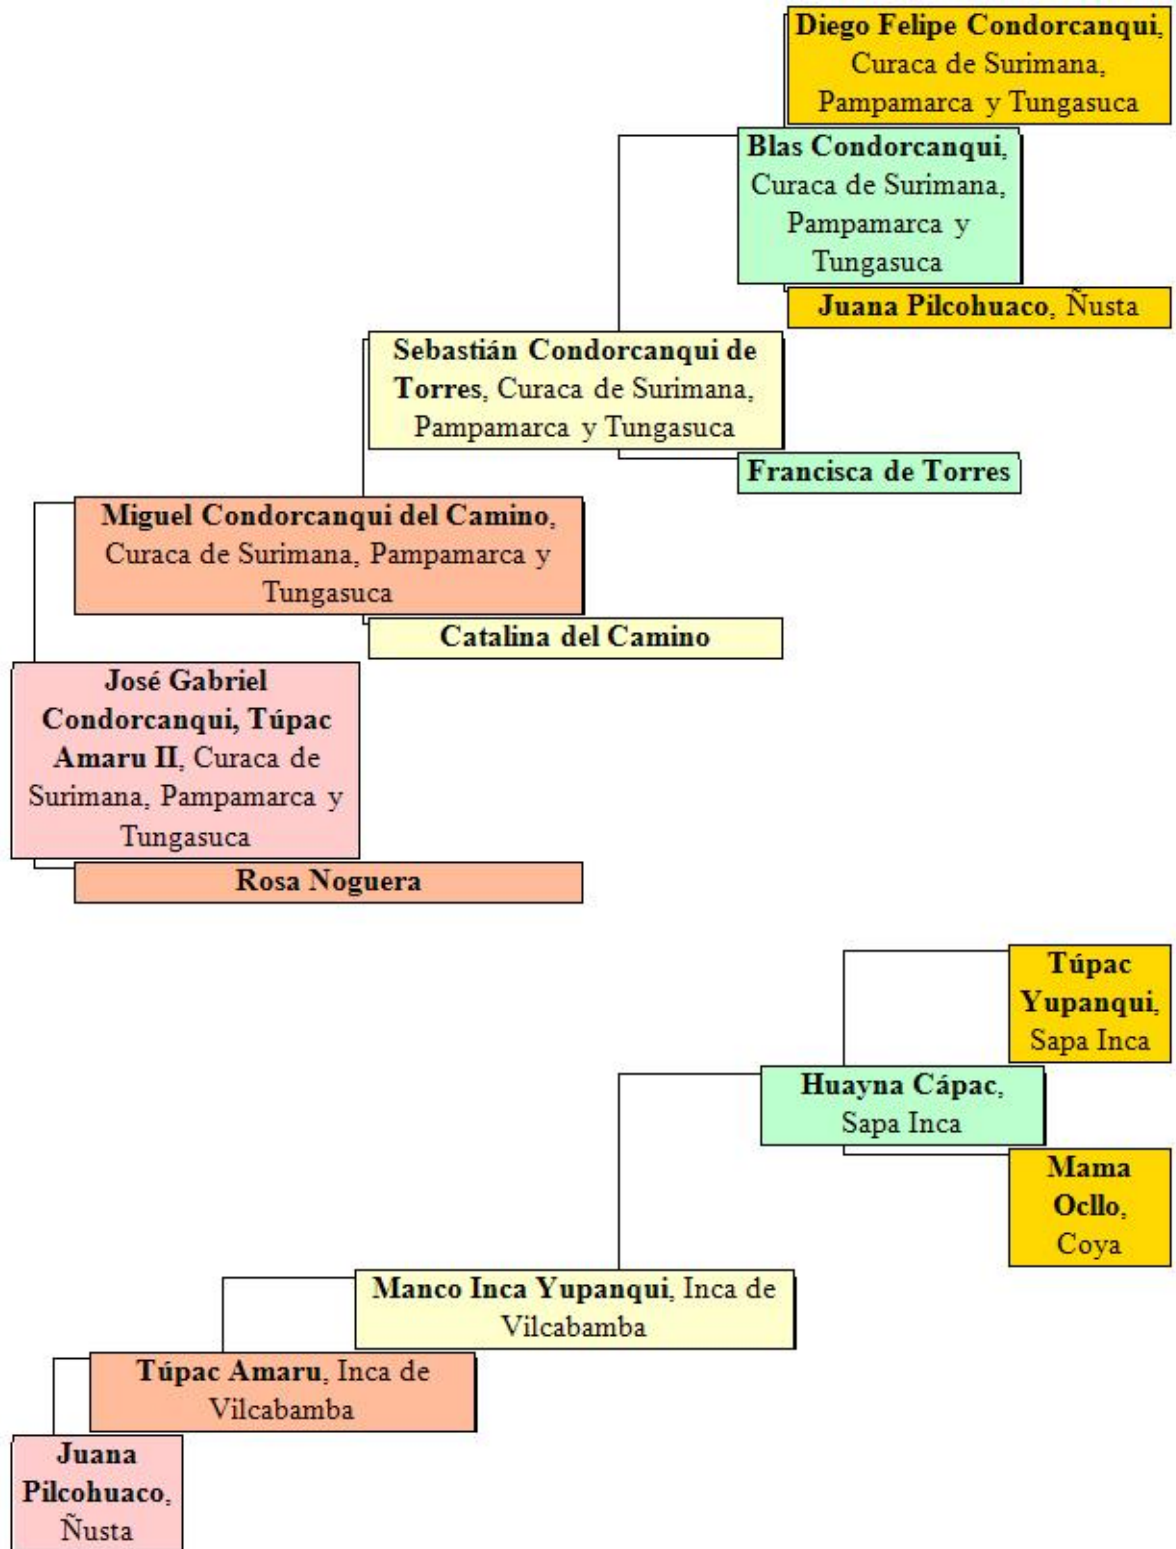 Diego Felipe Condorcanqui,
Curaca de Surimana,
Pampamarca y Tungasuca
Blas Condorcanqui,
Curaca de Surimana,
Pampamarca y
Tungasuca
Juana Pilcohuaco, Ñusta
Sebastián Condorcanqui de
Torres, Curaca de Surimana,
Pampamarca y Tungasuca
Francisca de Torres
Miguel Condorcanqui del Camino,
Curaca de Surimana, Pampamarca y
Tungasuca
Catalina del Camino
José Gabriel
Condorcanqui, Túpac
Amaru II, Curaca de
Surimana, Pampamarca y
Tungasuca
Rosa Noguera
Túpac
Yupanqui,
Sapa Inca
Huayna Cápac,
Sapa Inca
Mama
Ocllo,
Coya
Manco Inca Yupanqui, Inca de
Vilcabamba
Túpac Amaru, Inca de
Vilcabamba
Juana
Pilcohuaco,
Ñusta